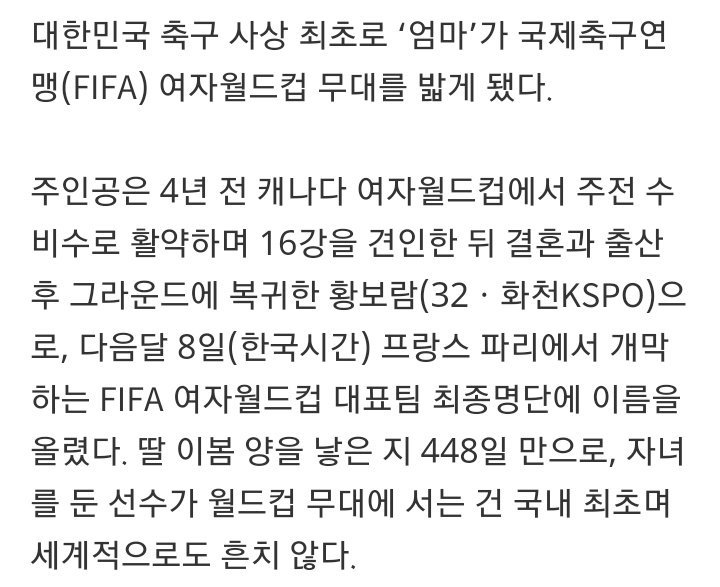 대한민국 축구 사상 최초로 ‘엄마’가 국제축구연
맹(FIFA) 여자월드컵 무대를 밟게 됐다.
주인공은 4년 전 캐나다 여자월드컵에서 주전 수
비수로 활약하며 16강을 견인한 뒤 결혼과 출산
후 그라운드에 복귀한 황보람(32 · 화천KSPO)으
로, 다음달 8일(한국시간) 프랑스 파리에서 개막
하는 FIFA 여자월드컵 대표팀 최종명단에 이름을
올렸다. 딸 이봄 양을 낳은 지 448일 만으로, 자녀
를 둔 선수가 월드컵 무대에 서는 건 국내 최초며
세계적으로도 흔치 않다.